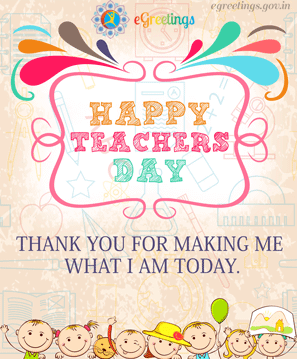 eGreetings
egreetings.gov.in
HAPPY
TEACHERS
DAY
THANK YOU FOR MAKING ME
WHAT I AM TODAY.